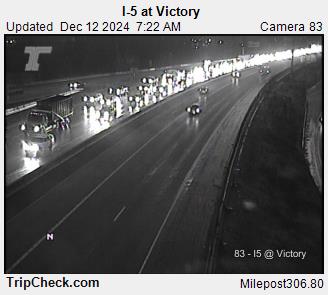 I-5 at Victory
Updated Dec 12 2024 7:22 AM Camera 83
T
N
83 - I5 @ Victory
TripCheck.com Milepost306.80